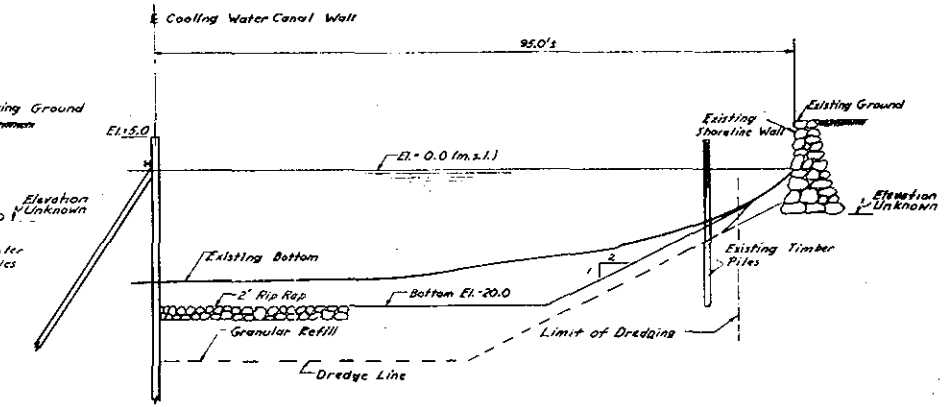 Cooling Water Canal Wall
95.0'±
Ground
Existing Ground
Existing
Shoreline Wall
El.+5.0
El.- 0.0 (m.s.l.)
Elevation
Unknown
Elevation
Unknown
Existing Timber
Piles
Existing Bottom
1
2
2' Rip Rap
Bottom El.-20.0
Granular Refill
Limit of Dredging
Dredge Line